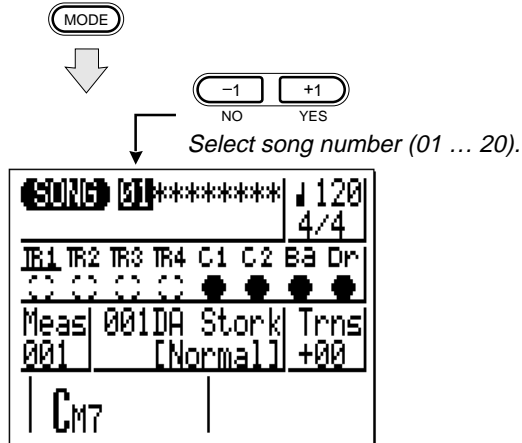 MODE
−1 +1
NO YES
Select song number (01 … 20).
SONG 01******** ♩120
4/4
TR1 TR2 TR3 TR4 C1 C2 Ba Dr
Meas 001DA Stork Trns
001 [Normal] +00
CM7